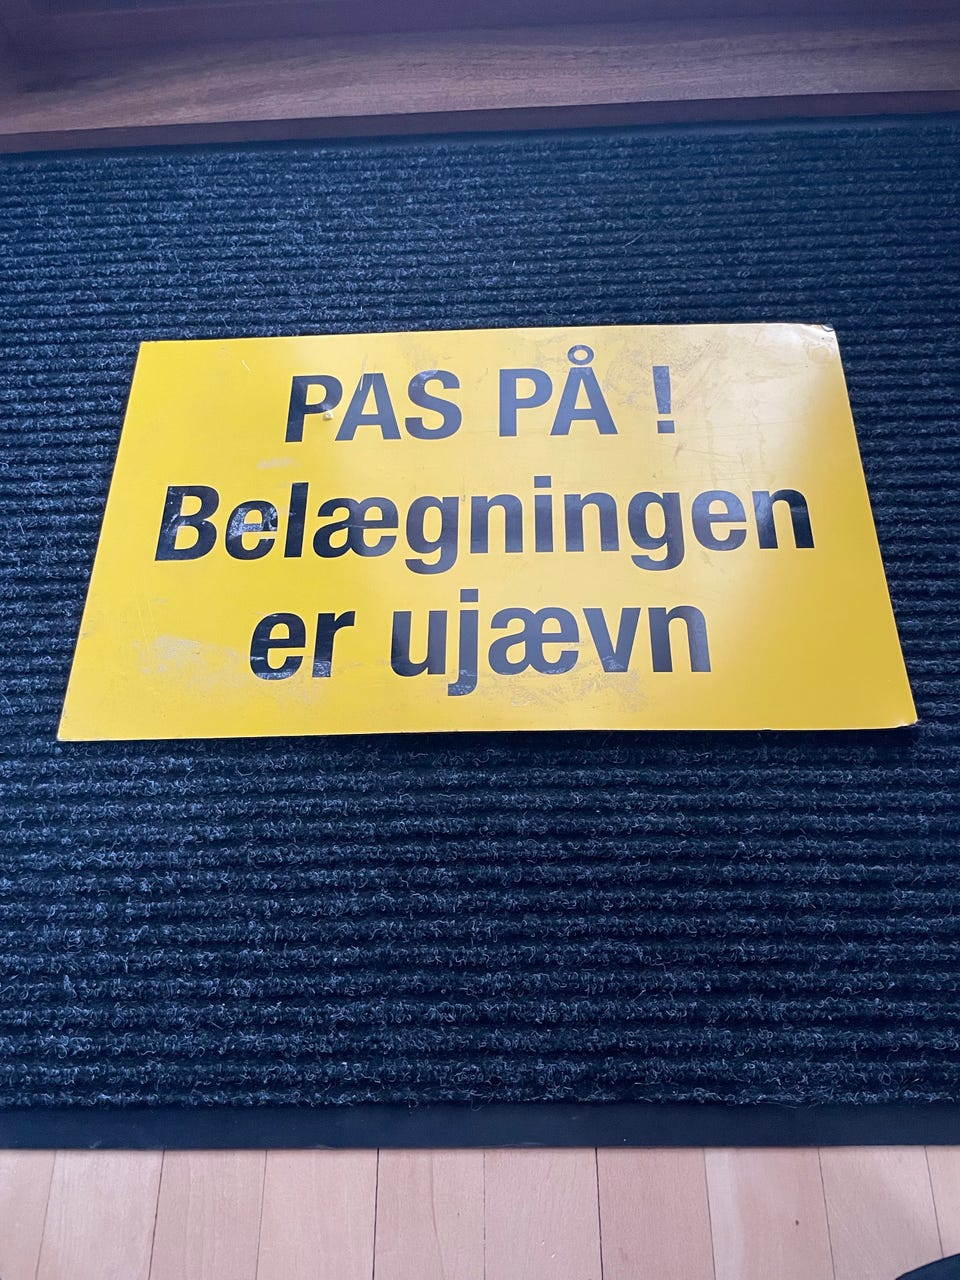 PAS PÅ !
Belægningen
er ujævn